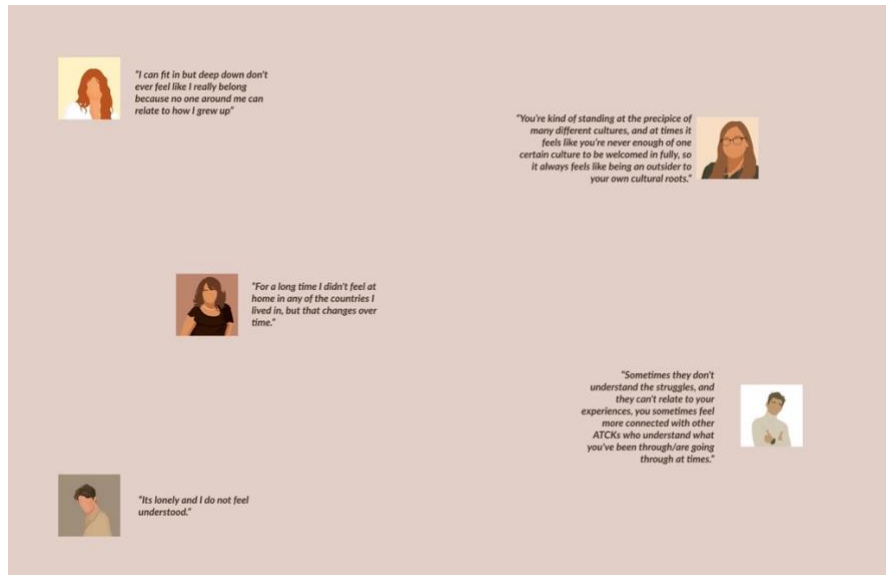 "I can fit in but deep down don't
ever feel like I really belong
because no one around me can
relate to how I grew up"
"You're kind of standing at the precipice of
many different cultures, and at times it
feels like you're never enough of one
certain culture to be welcomed in fully, so
it always feels like being an outsider to
your own cultural roots."
"For a long time I didn't feel at
home in any of the countries I
lived in, but that changes over
time."
"Sometimes they don't
understand the struggles, and
they can't relate to your
experiences, you sometimes feel
more connected with other
ATCKs who understand what
you've been through/are going
through at times."
"Its lonely and I do not feel
understood."